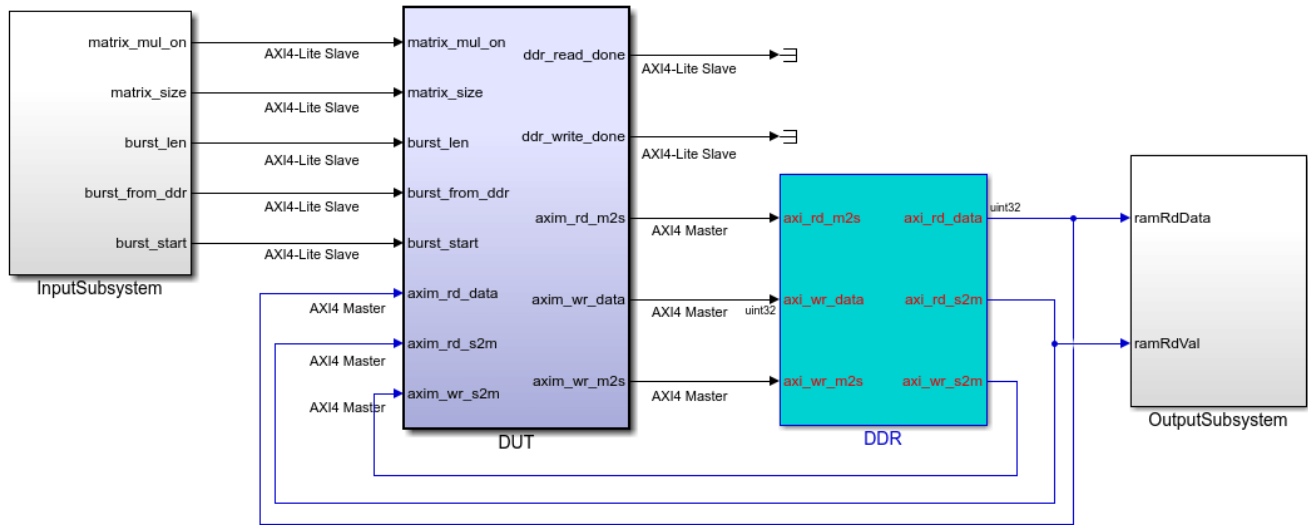 matrix_mul_on
matrix_size
burst_len
burst_from_ddr
burst_start
InputSubsystem
AXI4-Lite Slave
AXI4-Lite Slave
AXI4-Lite Slave
AXI4-Lite Slave
AXI4-Lite Slave
AXI4 Master
AXI4 Master
AXI4 Master
matrix_mul_on
matrix_size
burst_len
burst_from_ddr
burst_start
axim_rd_data
axim_rd_s2m
axim_wr_s2m
ddr_read_done
ddr_write_done
axim_rd_m2s
axim_wr_data
axim_wr_m2s
DUT
AXI4-Lite Slave
AXI4-Lite Slave
AXI4 Master
AXI4 Master
uint32
AXI4 Master
axi_rd_m2s
axi_wr_data
axi_wr_m2s
axi_rd_data
axi_rd_s2m
axi_wr_s2m
DDR
uint32
ramRdData
ramRdVal
OutputSubsystem